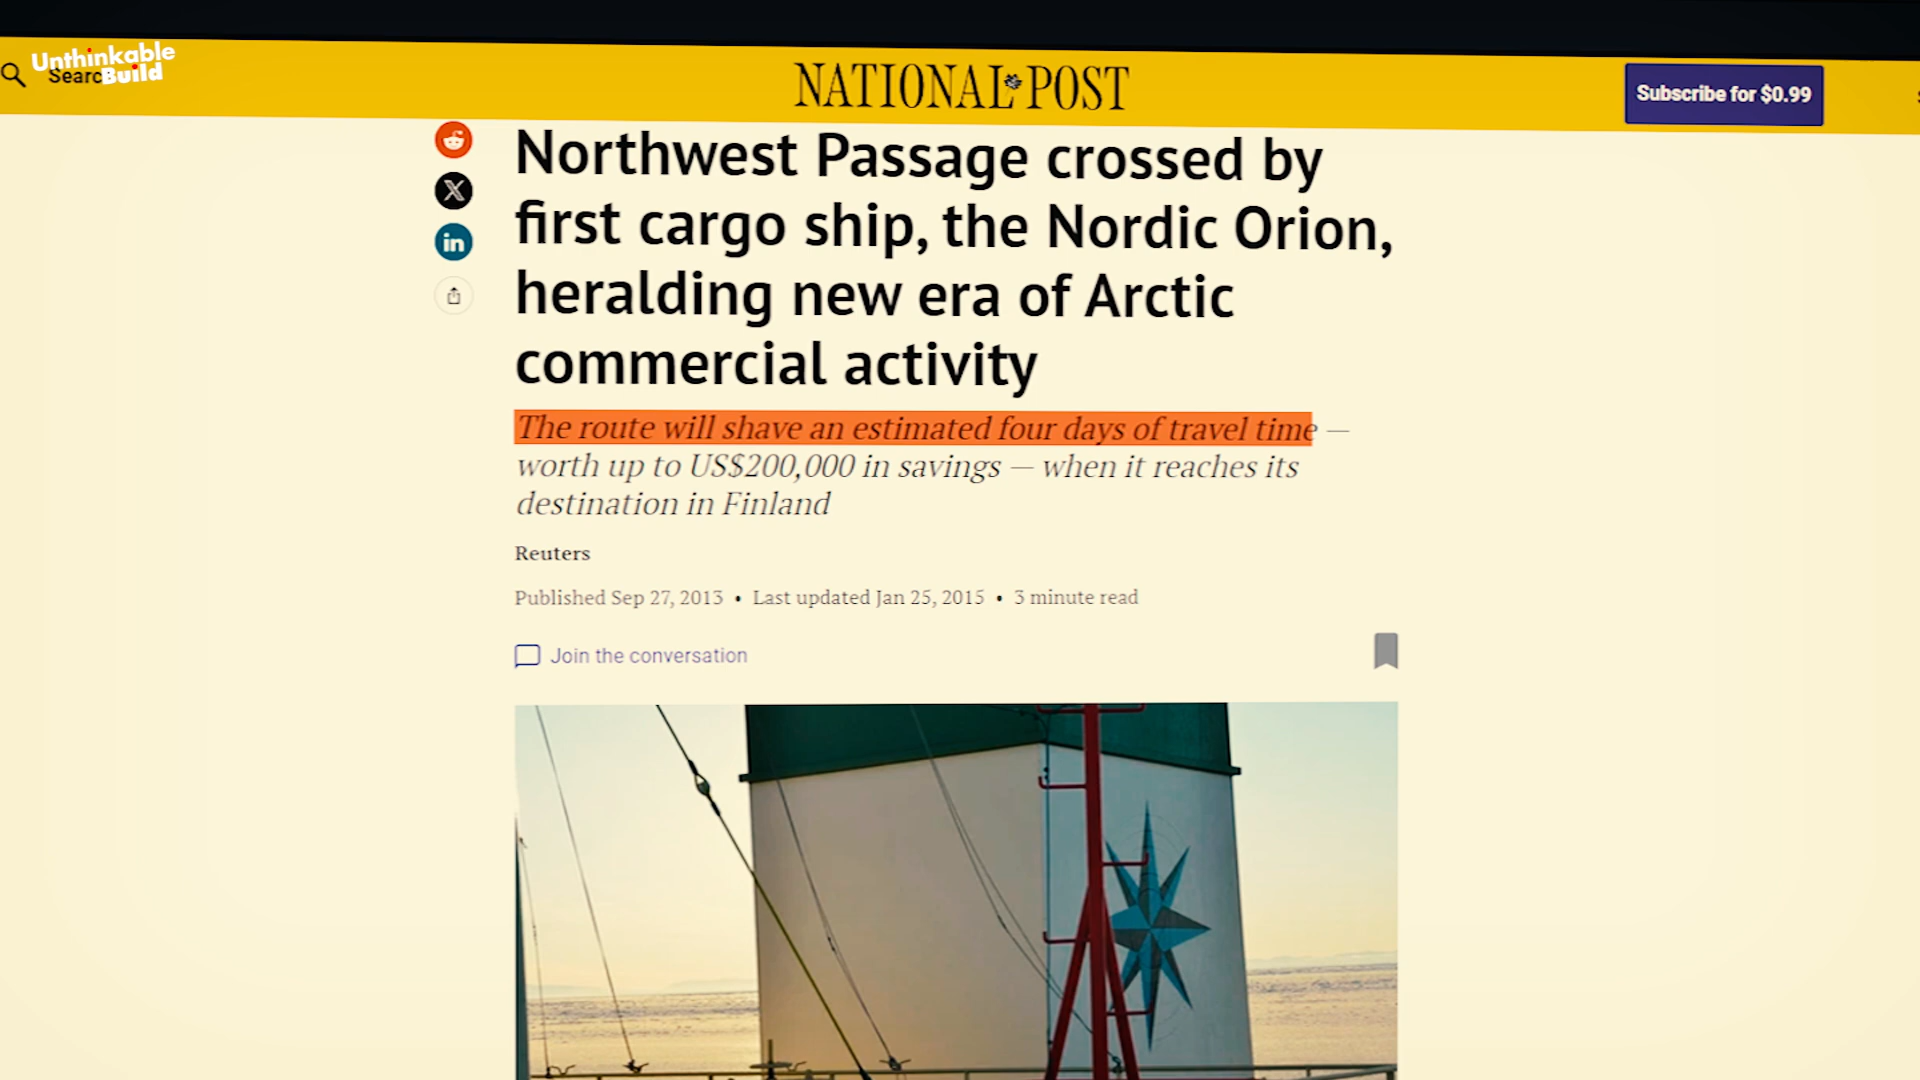 Unthinkable
Build
Searc
NATIONAL POST
Subscribe for $0.99
Northwest Passage crossed by
first cargo ship, the Nordic Orion,
heralding new era of Arctic
commercial activity
The route will shave an estimated four days of travel time —
worth up to US$200,000 in savings — when it reaches its
destination in Finland
Reuters
Published Sep 27, 2013 • Last updated Jan 25, 2015 • 3 minute read
Join the conversation